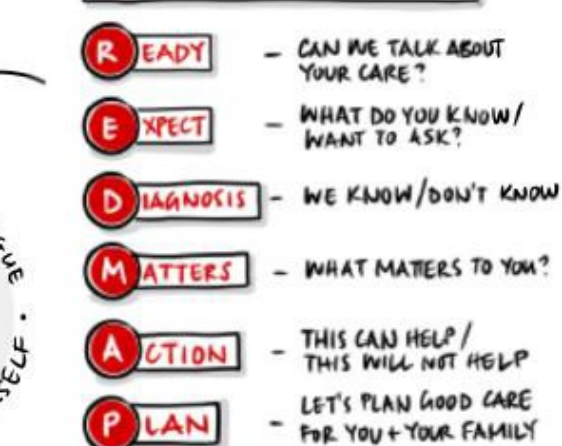 READY - CAN WE TALK ABOUT
YOUR CARE?
EXPECT - WHAT DO YOU KNOW/
WANT TO ASK?
DIAGNOSIS - WE KNOW/DON'T KNOW
MATTERS - WHAT MATTERS TO YOU?
ACTION - THIS CAN HELP/
THIS WILL NOT HELP
PLAN - LET'S PLAN GOOD CARE
FOR YOU + YOUR FAMILY